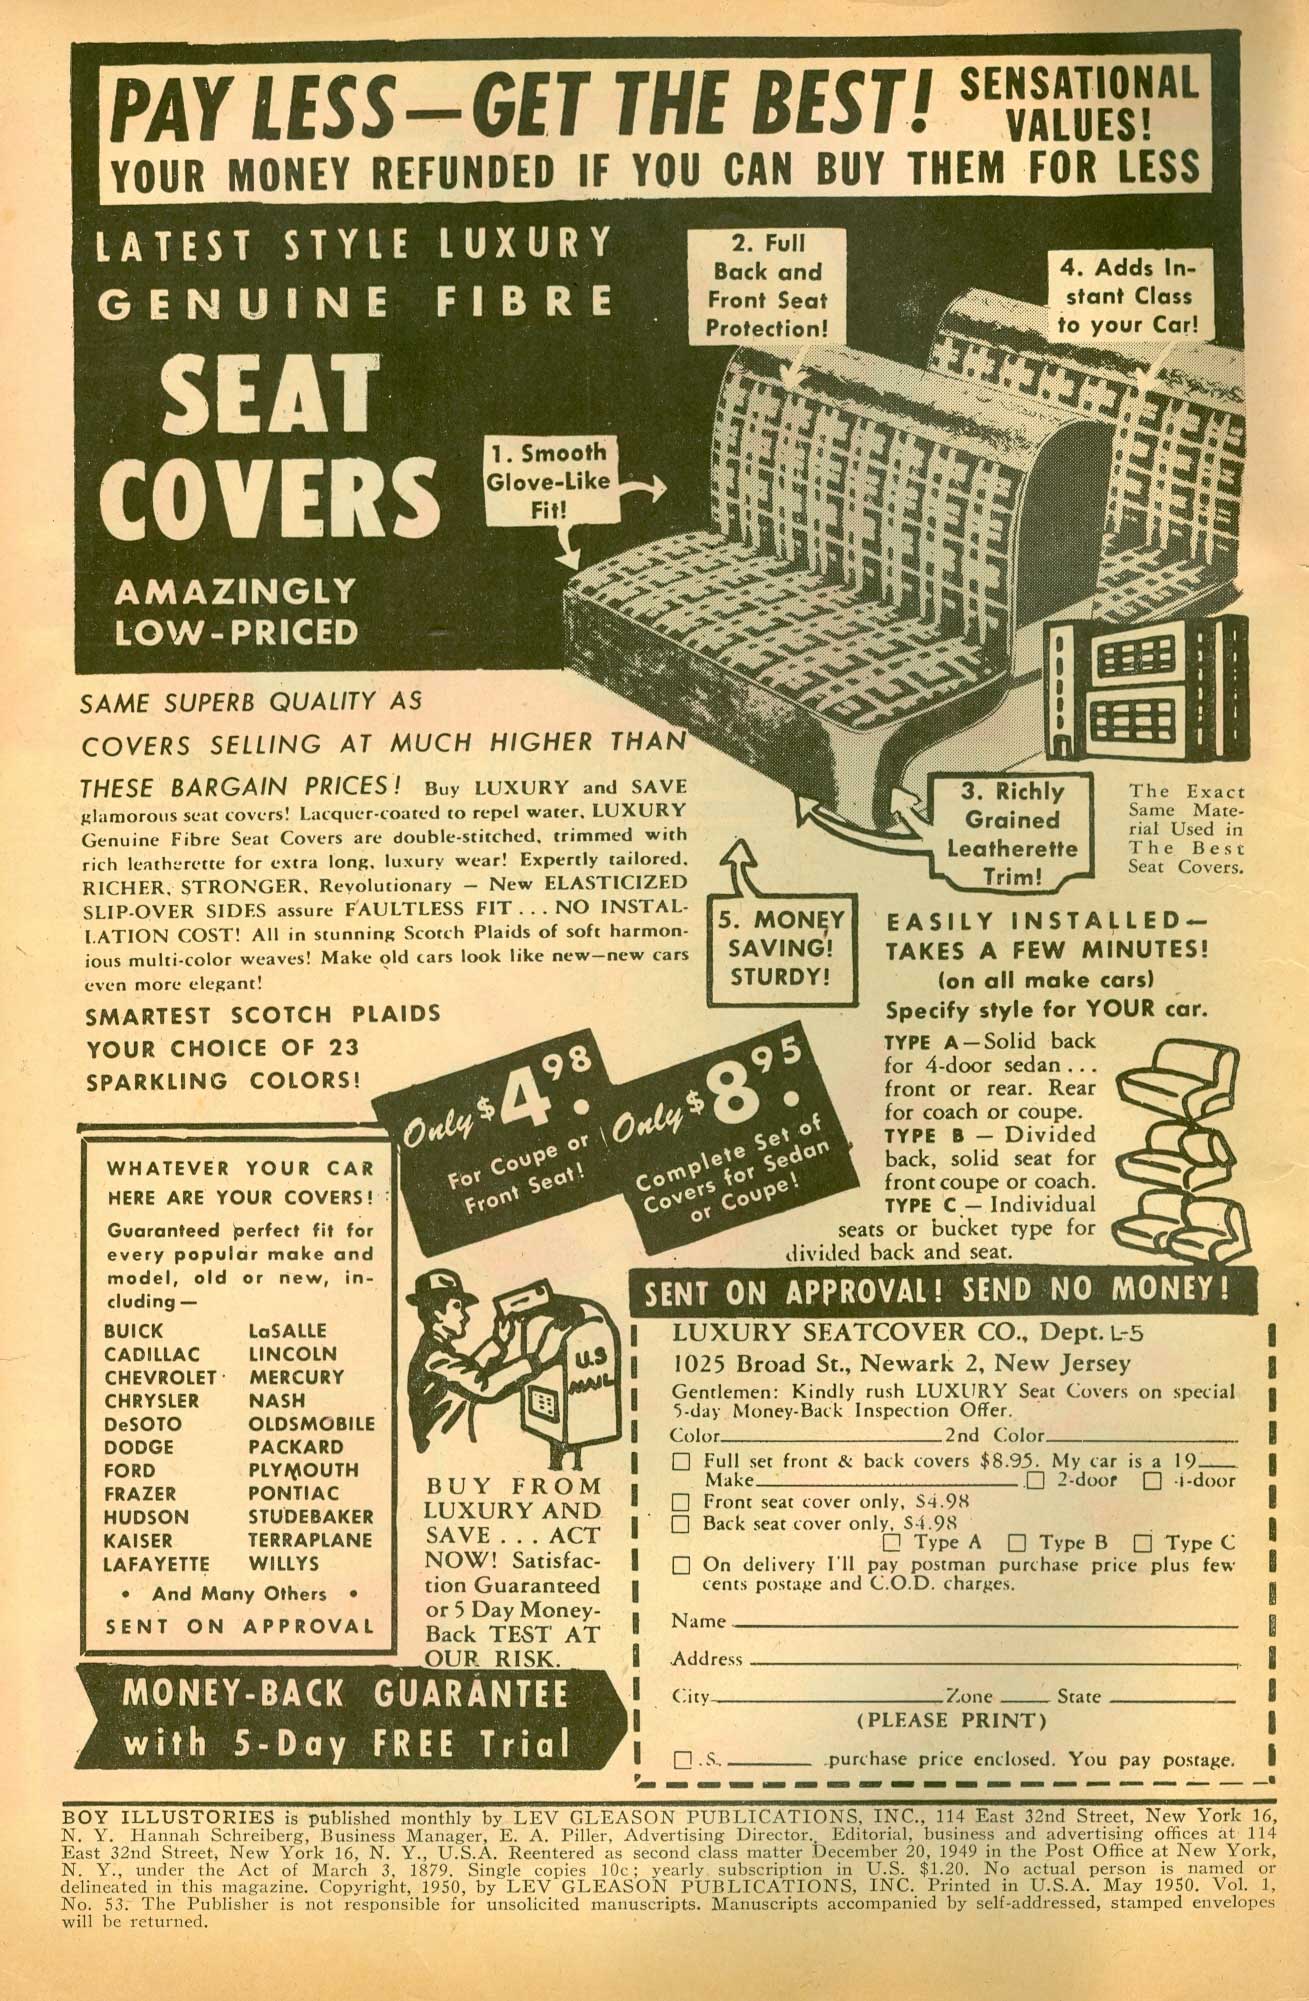 PAY LESS—GET THE BEST! SENSATIONAL VALUES!
YOUR MONEY REFUNDED IF YOU CAN BUY THEM FOR LESS
LATEST STYLE LUXURY
GENUINE FIBRE
SEAT
COVERS
AMAZINGLY
LOW-PRICED
1. Smooth
Glove-Like
Fit!
2. Full
Back and
Front Seat
Protection!
4. Adds In-
stant Class
to your Car!
SAME SUPERB QUALITY AS
COVERS SELLING AT MUCH HIGHER THAN
THESE BARGAIN PRICES! Buy LUXURY and SAVE
glamorous seat covers! Lacquer-coated to repel water, LUXURY
Genuine Fibre Seat Covers are double-stitched, trimmed with
rich leatherette for extra long, luxury wear! Expertly tailored,
RICHER, STRONGER, Revolutionary — New ELASTICIZED
SLIP-OVER SIDES assure FAULTLESS FIT . . . NO INSTAL-
LATION COST! All in stunning Scotch Plaids of soft harmon-
ious multi-color weaves! Make old cars look like new—new cars
even more elegant!
SMARTEST SCOTCH PLAIDS
YOUR CHOICE OF 23
SPARKLING COLORS!
3. Richly
Grained
Leatherette
Trim!
The Exact
Same Mate-
rial Used in
The Best
Seat Covers.
5. MONEY
SAVING!
STURDY!
EASILY INSTALLED—
TAKES A FEW MINUTES!
(on all make cars)
Specify style for YOUR car.
TYPE A—Solid back
for 4-door sedan . . .
front or rear. Rear
for coach or coupe.
TYPE B — Divided
back, solid seat for
front coupe or coach.
TYPE C — Individual
seats or bucket type for
divided back and seat.
Only $4.98
For Coupe or
Front Seat!
Only $8.95
Complete Set of
Covers for Sedan
or Coupe!
WHATEVER YOUR CAR
HERE ARE YOUR COVERS!
Guaranteed perfect fit for
every popular make and
model, old or new, in-
cluding—
BUICK LaSALLE
CADILLAC LINCOLN
CHEVROLET MERCURY
CHRYSLER NASH
DeSOTO OLDSMOBILE
DODGE PACKARD
FORD PLYMOUTH
FRAZER PONTIAC
HUDSON STUDEBAKER
KAISER TERRAPLANE
LAFAYETTE WILLYS
• And Many Others •
SENT ON APPROVAL
U.S
MAIL
BUY FROM
LUXURY AND
SAVE . . . ACT
NOW! Satisfac-
tion Guaranteed
or 5 Day Money-
Back TEST AT
OUR RISK.
MONEY-BACK GUARANTEE
with 5-Day FREE Trial
SENT ON APPROVAL! SEND NO MONEY!
LUXURY SEATCOVER CO., Dept. L-5
1025 Broad St., Newark 2, New Jersey
Gentlemen: Kindly rush LUXURY Seat Covers on special
5-day Money-Back Inspection Offer.
Color 2nd Color
Full set front & back covers $8.95. My car is a 19
Make 2-door 4-door
Front seat cover only, $4.98
Back seat cover only, $4.98
Type A Type B Type C
On delivery I'll pay postman purchase price plus few
cents postage and C.O.D. charges.
Name
Address
City Zone State
(PLEASE PRINT)
$ purchase price enclosed. You pay postage.
BOY ILLUSTORIES is published monthly by LEV GLEASON PUBLICATIONS, INC., 114 East 32nd Street, New York 16,
N. Y. Hannah Schreiberg, Business Manager, E. A. Piller, Advertising Director. Editorial, business and advertising offices at 114
East 32nd Street, New York 16, N. Y., U.S.A. Reentered as second class matter December 20, 1949 in the Post Office at New York,
N. Y., under the Act of March 3, 1879. Single copies 10c; yearly subscription in U.S. $1.20. No actual person is named or
delineated in this magazine. Copyright, 1950, by LEV GLEASON PUBLICATIONS, INC. Printed in U.S.A. May 1950. Vol. 1,
No. 53. The Publisher is not responsible for unsolicited manuscripts. Manuscripts accompanied by self-addressed, stamped envelopes
will be returned.